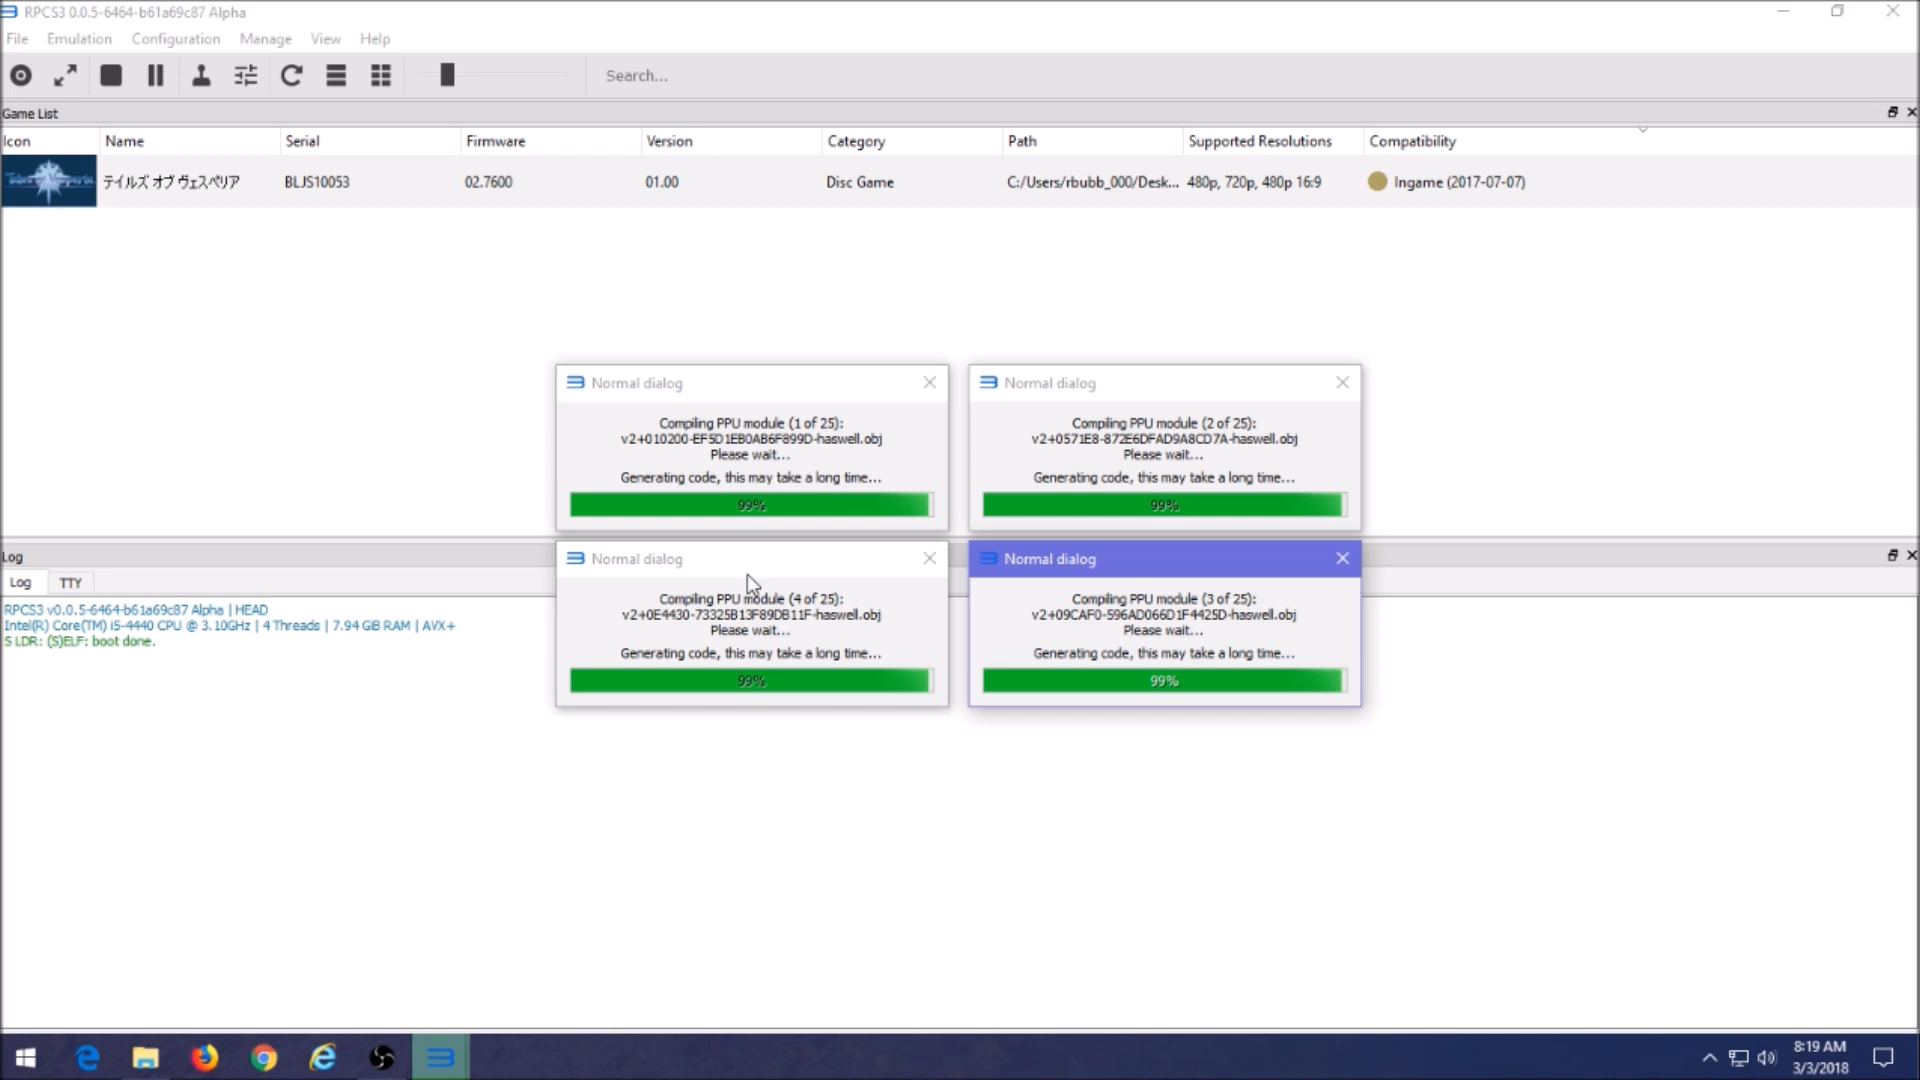 RPCS3 0.0.5-6464-b61a69c87 Alpha
File Emulation Configuration Manage View Help
Search...
Game List
Icon Name Serial Firmware Version Category Path Supported Resolutions Compatibility
テイルズ オブ ヴェスペリア BLJS10053 02.7600 01.00 Disc Game C:/Users/rbubb_000/Desk... 480p, 720p, 480p 16:9 Ingame (2017-07-07)
Normal dialog
Compiling PPU module (1 of 25):
v2+010200-EF5D1EB0AB6F899D-haswell.obj
Please wait...
Generating code, this may take a long time...
99%
Normal dialog
Compiling PPU module (2 of 25):
v2+0571E8-872E6DFAD9A8CD7A-haswell.obj
Please wait...
Generating code, this may take a long time...
99%
Normal dialog
Compiling PPU module (4 of 25):
v2+0E4430-73325B13F89DB11F-haswell.obj
Please wait...
Generating code, this may take a long time...
99%
Normal dialog
Compiling PPU module (3 of 25):
v2+09CAF0-596AD066D1F4425D-haswell.obj
Please wait...
Generating code, this may take a long time...
99%
Log
Log TTY
RPCS3 v0.0.5-6464-b61a69c87 Alpha | HEAD
Intel(R) Core(TM) i5-4440 CPU @ 3.10GHz | 4 Threads | 7.94 GiB RAM | AVX+
S LDR: (S)ELF: boot done.
8:19 AM
3/3/2018